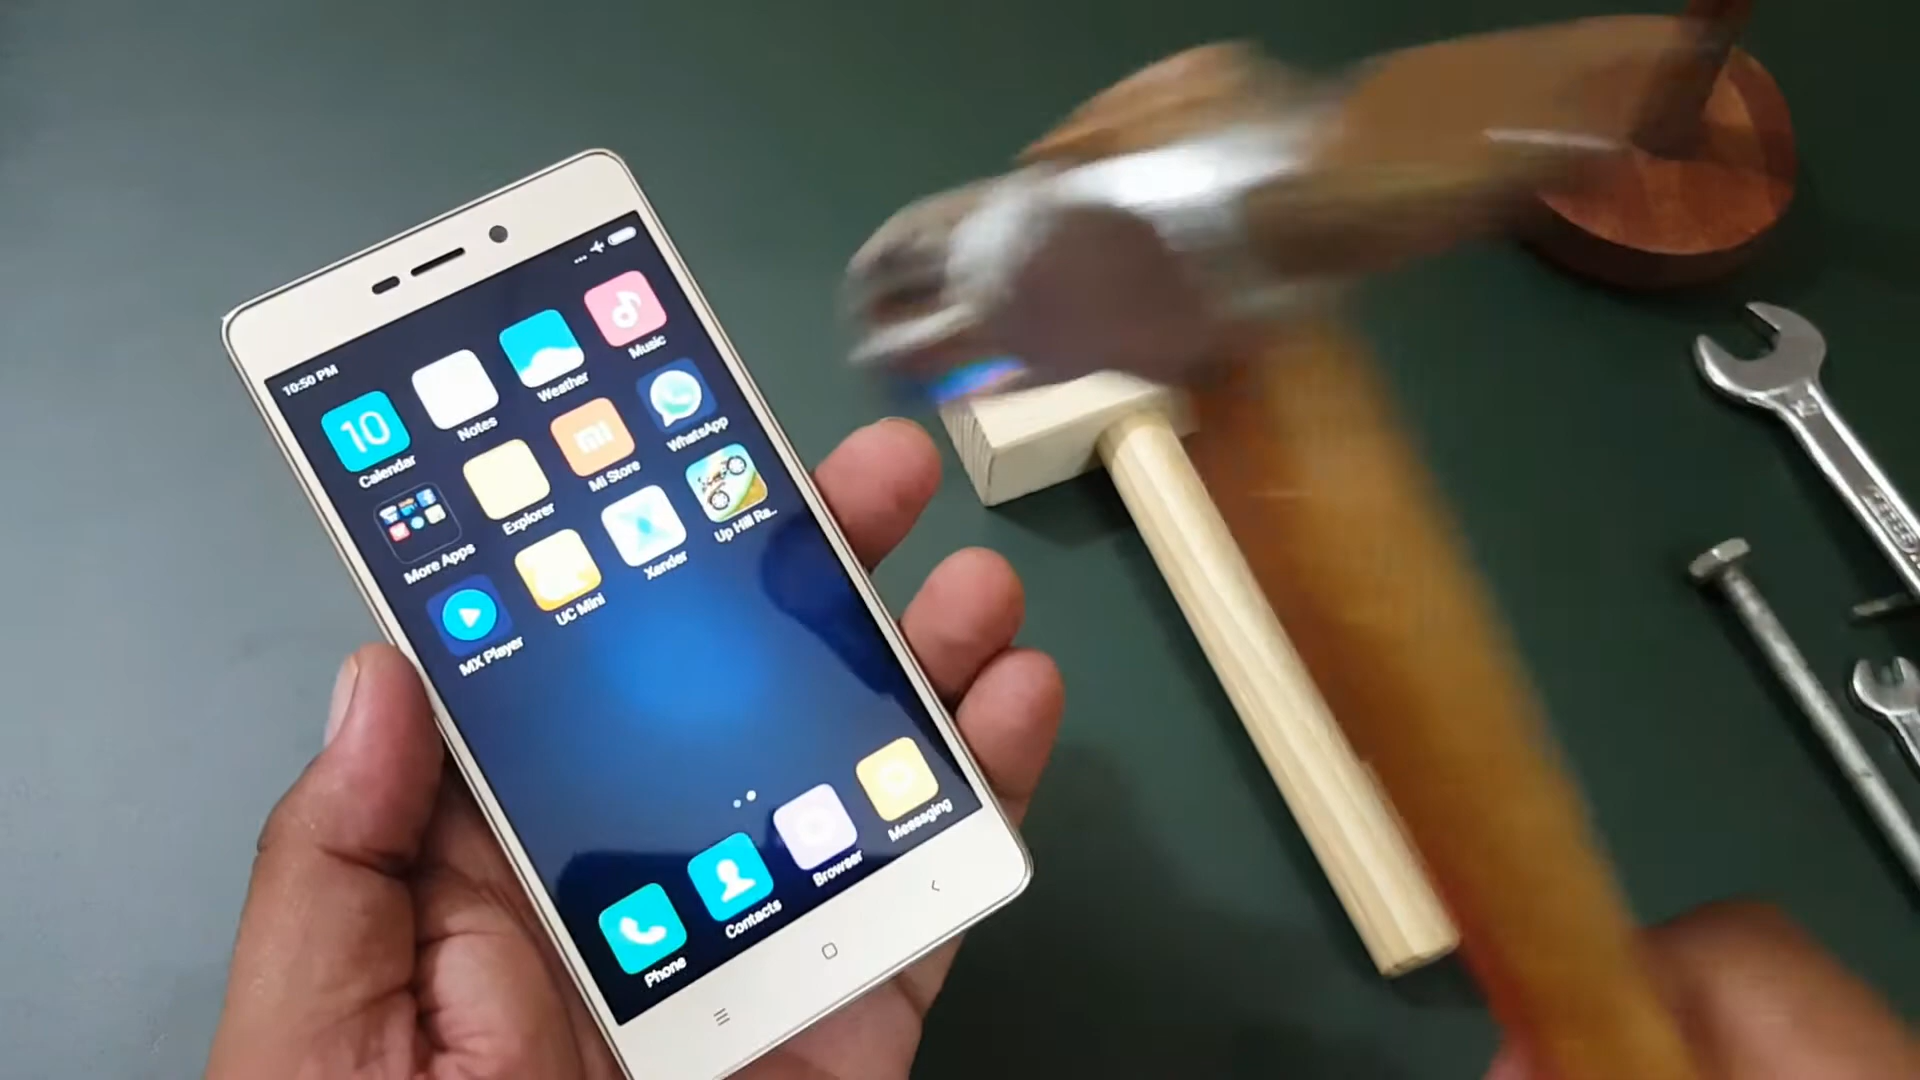 10:50 PM
10
Calendar
Notes
Weather
Music
More Apps
Explorer
mi
Mi Store
WhatsApp
MX Player
UC Mini
Xender
Up Hill Ra..
Phone
Contacts
Browser
Messaging